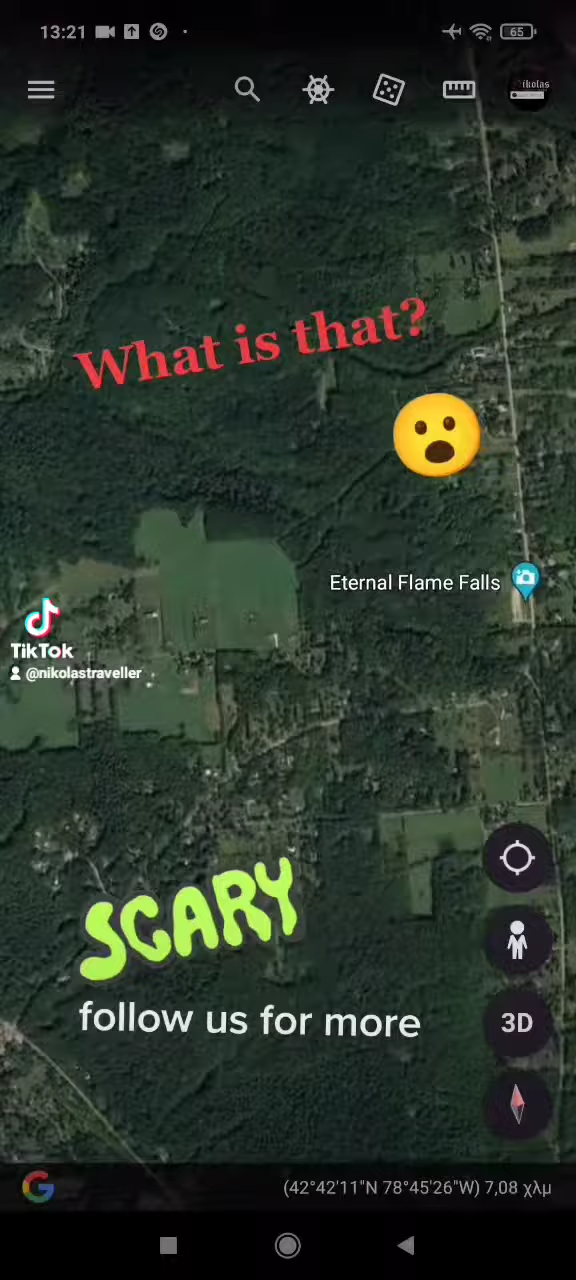 13:21
65
ikolas
What is that?
Eternal Flame Falls
TikTok
@nikolastraveller
SCARY
follow us for more
3D
G
(42°42'11"N 78°45'26"W) 7,08 χλμ